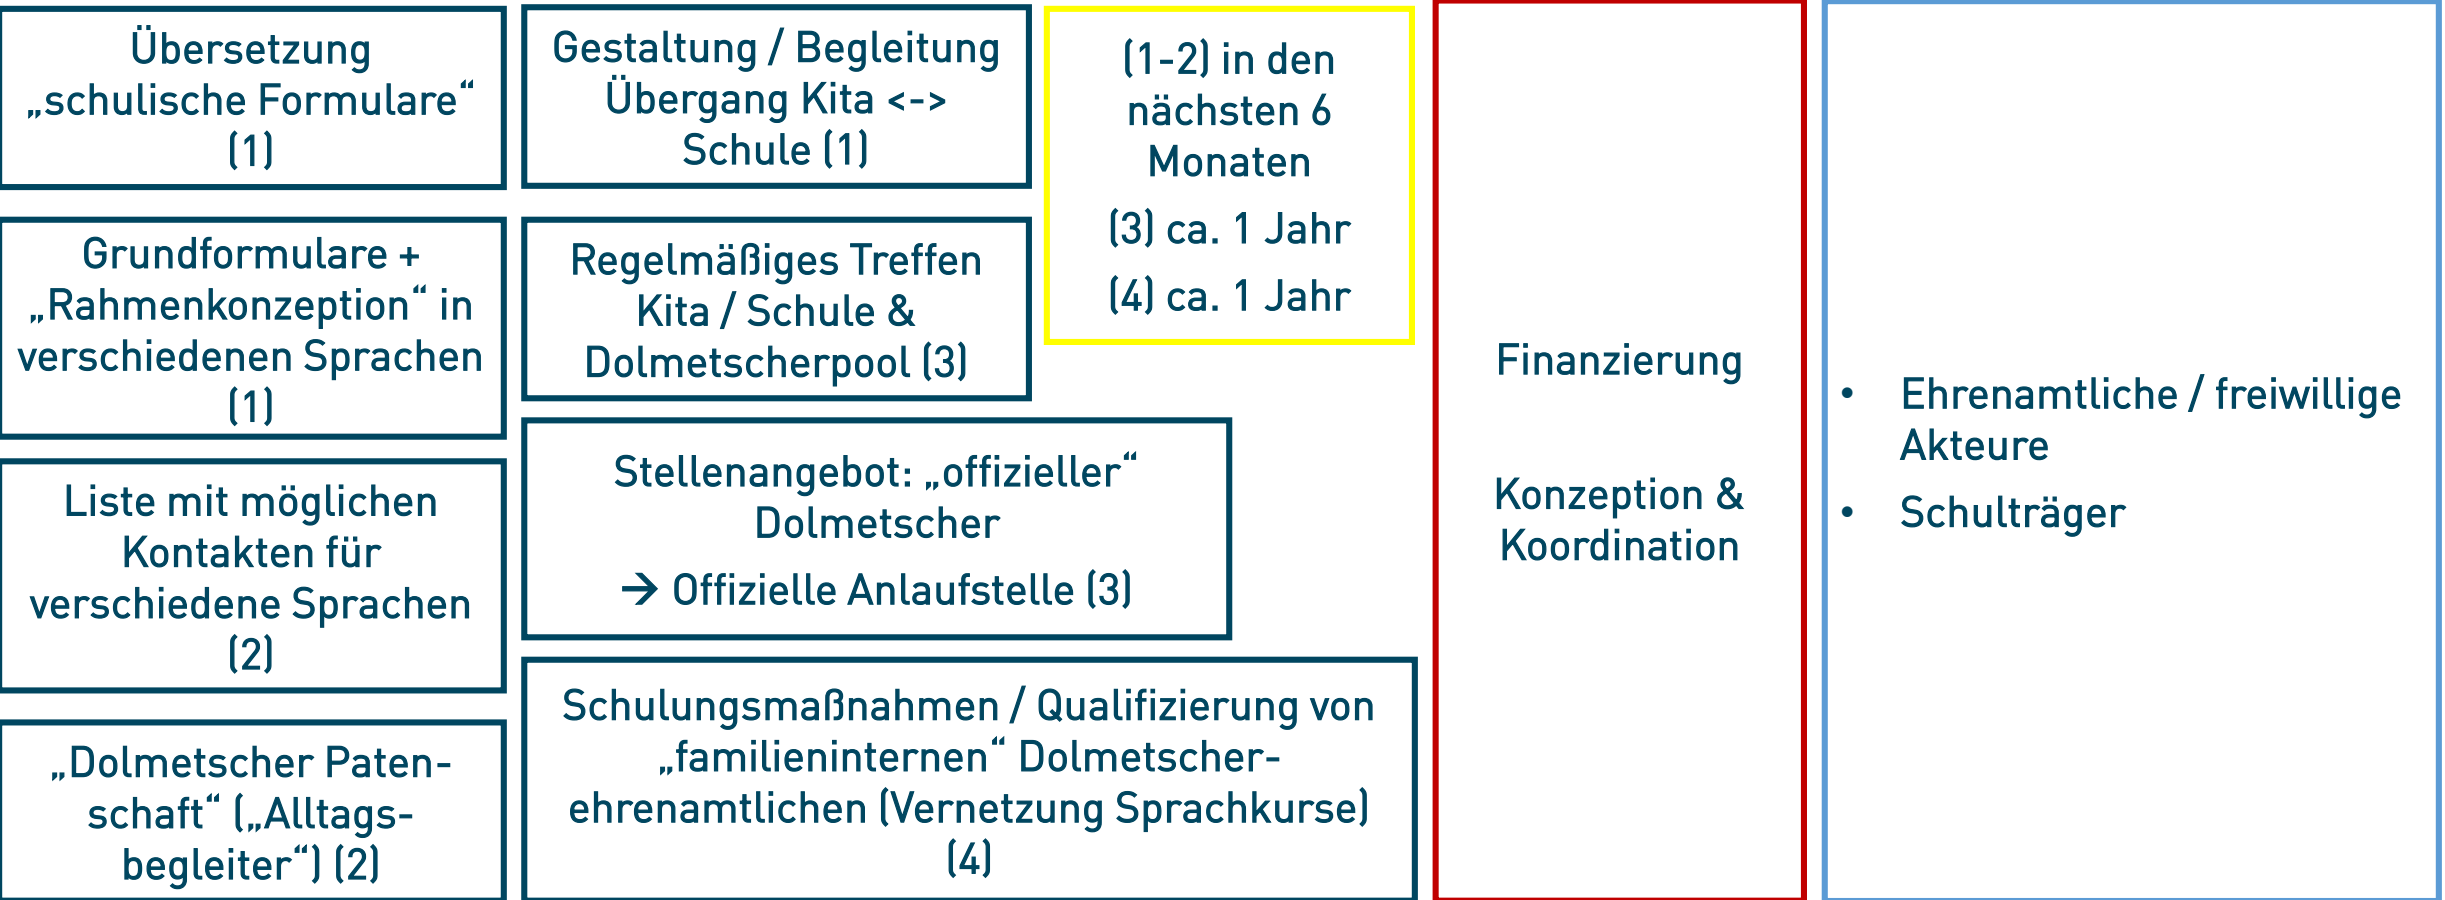 Übersetzung
„schulische Formulare“
(1)
Grundformulare +
„Rahmenkonzeption“ in
verschiedenen Sprachen
(1)
Liste mit möglichen
Kontakten für
verschiedene Sprachen
(2)
„Dolmetscher Paten-
schaft“ („Alltags-
begleiter“) (2)
Gestaltung / Begleitung
Übergang Kita <->
Schule (1)
Regelmäßiges Treffen
Kita / Schule &
Dolmetscherpool (3)
Stellenangebot: „offizieller“
Dolmetscher
→ Offizielle Anlaufstelle (3)
Schulungsmaßnahmen / Qualifizierung von
„familieninternen“ Dolmetscher-
ehrenamtlichen (Vernetzung Sprachkurse)
(4)
(1-2) in den
nächsten 6
Monaten
(3) ca. 1 Jahr
(4) ca. 1 Jahr
Finanzierung
Konzeption &
Koordination
• Ehrenamtliche / freiwillige
Akteure
• Schulträger